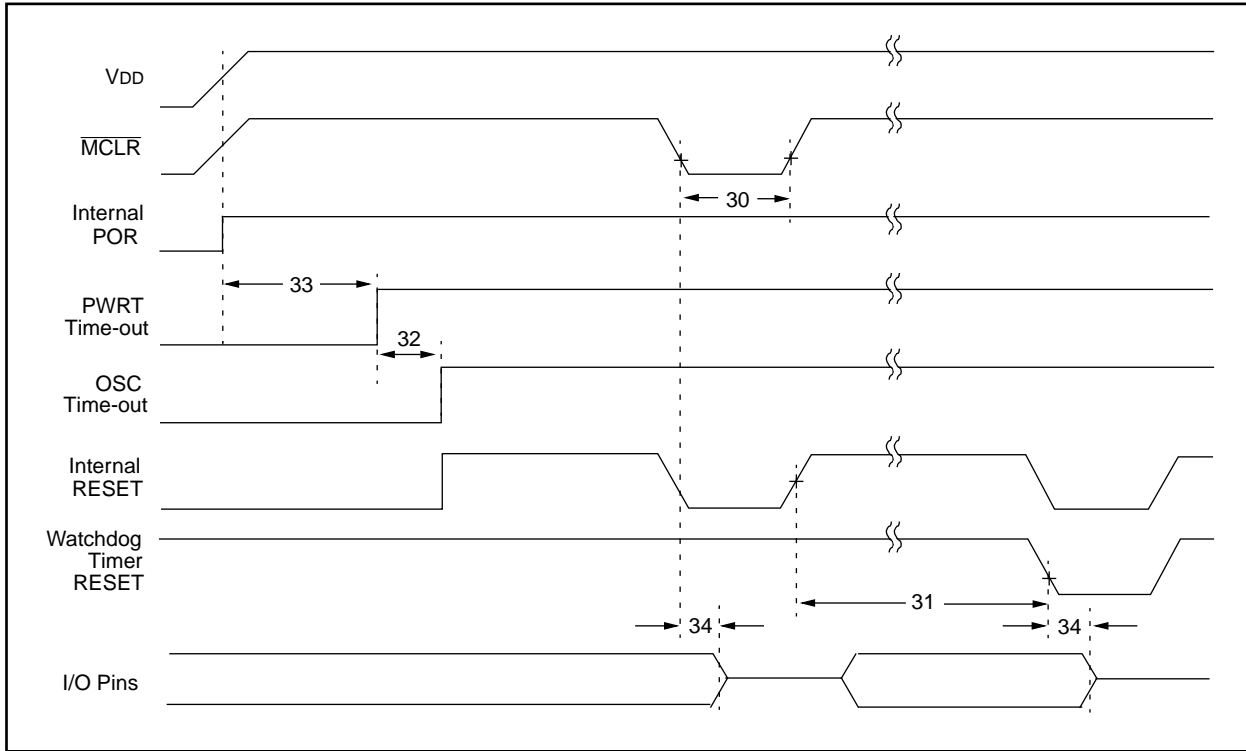 VDD
MCLR
30
Internal
POR
33
PWRT
Time-out
32
OSC
Time-out
Internal
RESET
Watchdog
Timer
RESET
31
34
34
I/O Pins